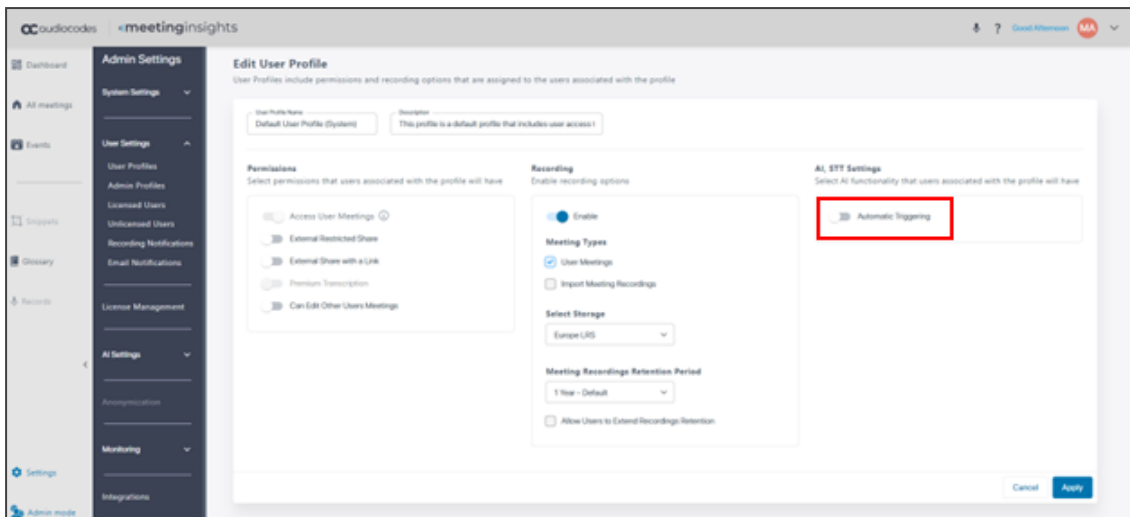 audiocodes
meetinginsights
? Good Afternoon MA
Dashboard
All meetings
Events
Snippets
Glossary
Records
Settings
Admin mode
Admin Settings
System Settings
User Settings
User Profiles
Admin Profiles
Licensed Users
Unlicensed Users
Recording Notifications
Email Notifications
License Management
AI Settings
Anonymization
Monitoring
Integrations
Edit User Profile
User Profiles include permissions and recording options that are assigned to the users associated with the profile
User Profile Name
Default User Profile (System)
Description
This profile is a default profile that includes user access t
Permissions
Select permissions that users associated with the profile will have
Access User Meetings
External Restricted Share
External Share with a Link
Premium Transcription
Can Edit Other Users Meetings
Recording
Enable recording options
Enable
Meeting Types
User Meetings
Import Meeting Recordings
Select Storage
Europe LRS
Meeting Recordings Retention Period
1 Year - Default
Allow Users to Extend Recordings Retention
AI, STT Settings
Select AI functionality that users associated with the profile will have
Automatic Triggering
Cancel Apply